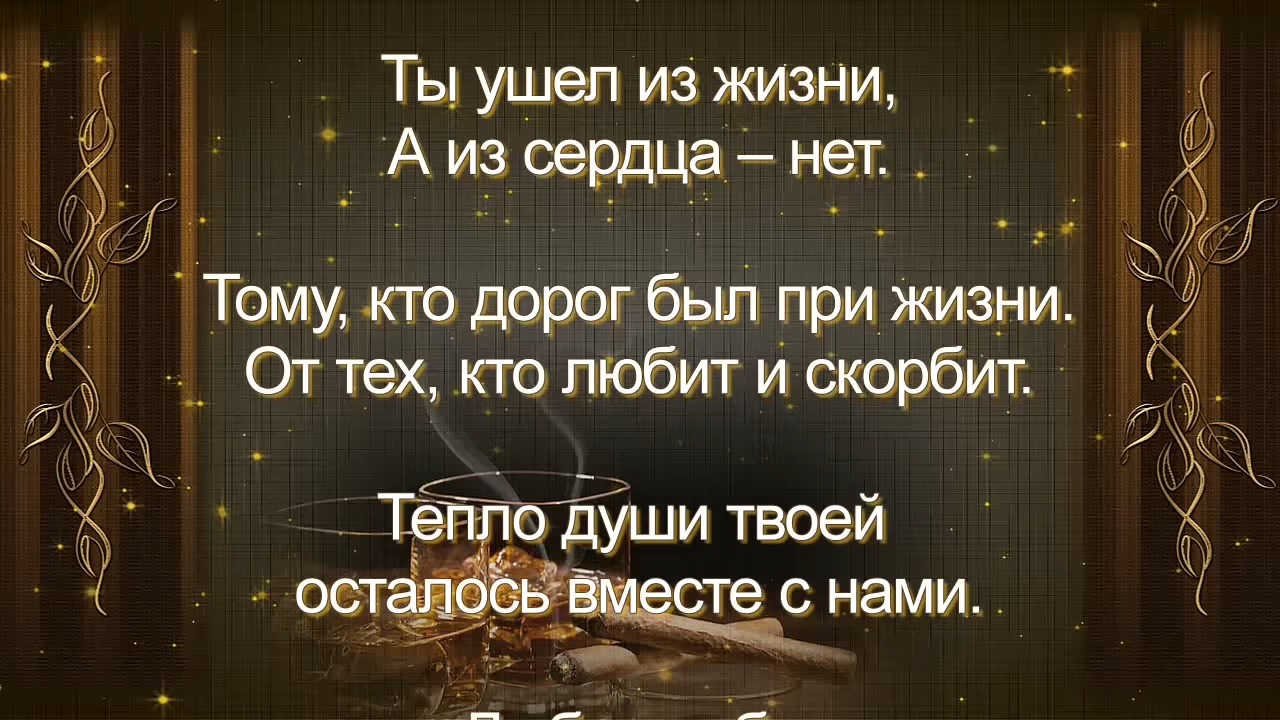 Ты ушел из жизни,
А из сердца – нет.
Тому, кто дорог был при жизни.
От тех, кто любит и скорбит.
Тепло души твоей
осталось вместе с нами.